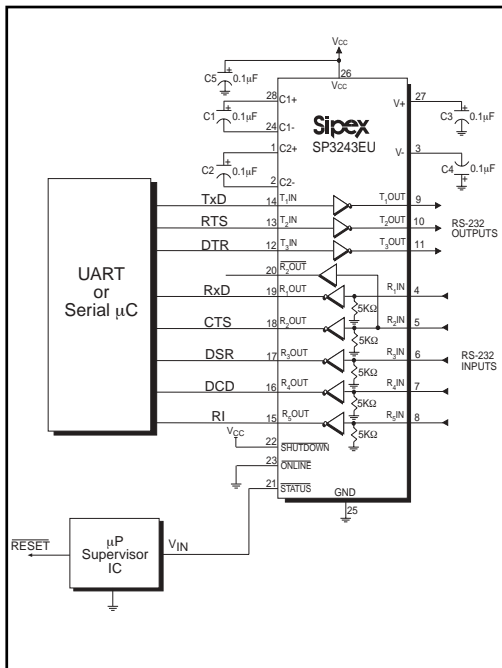 VCC
C5
+
0.1µF
26
VCC
28
C1+
C1
+
0.1µF
24
C1-
1
C2+
C2
+
0.1µF
2
C2-
Sipex
SP3243EU
V+
27
C3
+
0.1µF
V-
3
C4
+
0.1µF
UART
or
Serial µC
TxD
14
T1IN
T1OUT
9
RTS
13
T2IN
T2OUT
10
DTR
12
T3IN
T3OUT
11
RS-232
OUTPUTS
20
R2OUT
RxD
19
R1OUT
R1IN
4
5KΩ
CTS
18
R2OUT
R2IN
5
5KΩ
DSR
17
R3OUT
R3IN
6
5KΩ
RS-232
INPUTS
DCD
16
R4OUT
R4IN
7
5KΩ
RI
15
R5OUT
R5IN
8
5KΩ
VCC
22
SHUTDOWN
23
ONLINE
21
STATUS
GND
25
RESET
µP
Supervisor
IC
VIN